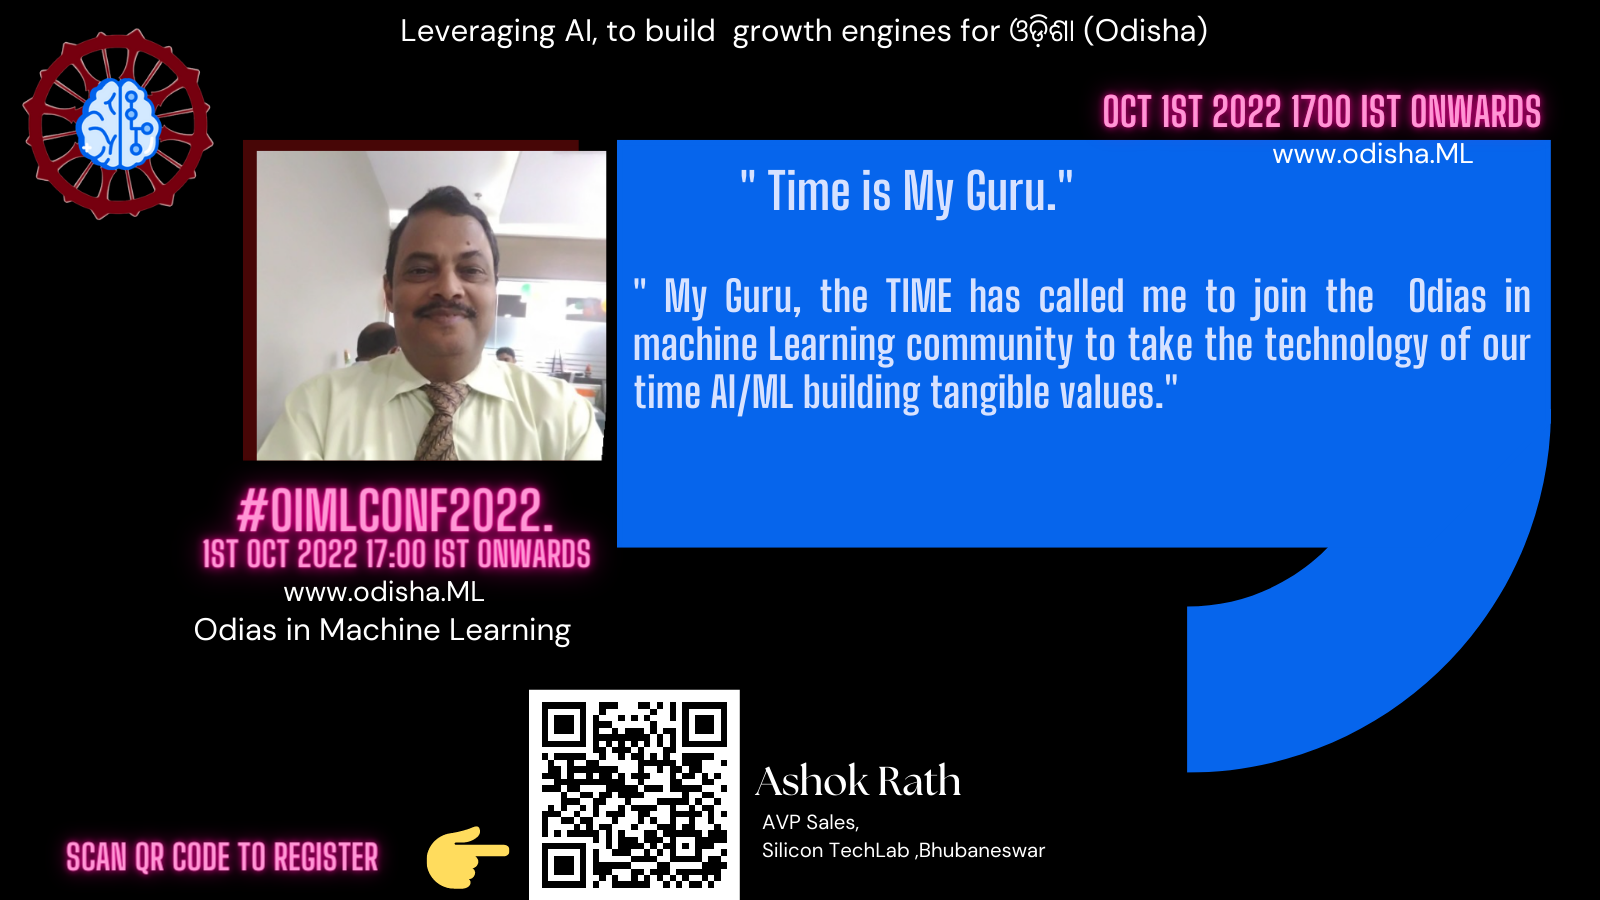 Leveraging AI, to build growth engines for ଓଡ଼ିଶା (Odisha)
OCT 1ST 2022 1700 IST ONWARDS
www.odisha.ML
" Time is My Guru."
" My Guru, the TIME has called me to join the Odias in
machine Learning community to take the technology of our
time AI/ML building tangible values."
#OIMLCONF2022.
1ST OCT 2022 17:00 IST ONWARDS
www.odisha.ML
Odias in Machine Learning
Ashok Rath
AVP Sales,
Silicon TechLab ,Bhubaneswar
SCAN QR CODE TO REGISTER